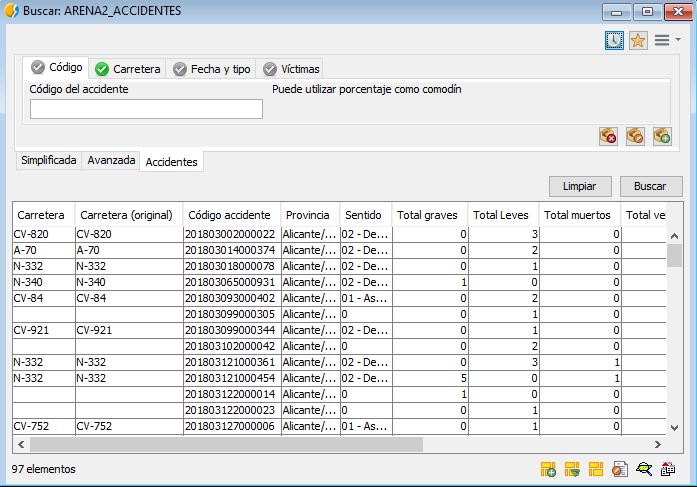 Buscar: ARENA2_ACCIDENTES
Código Carretera Fecha y tipo Víctimas
Código del accidente Puede utilizar porcentaje como comodín
Simplificada Avanzada Accidentes
Limpiar Buscar
Carretera Carretera (original) Código accidente Provincia Sentido Total graves Total Leves Total muertos Total ve
CV-820 CV-820 201803002000022 Alicante/... 02 - De... 0 3 0
A-70 A-70 201803014000374 Alicante/... 02 - De... 0 2 0
N-332 N-332 201803018000078 Alicante/... 02 - De... 0 1 0
N-340 N-340 201803065000931 Alicante/... 02 - De... 1 0 0
CV-84 CV-84 201803093000402 Alicante/... 01 - As... 0 2 0
201803099000305 Alicante/... 0 0 1 0
CV-921 CV-921 201803099000344 Alicante/... 02 - De... 0 1 0
201803102000042 Alicante/... 0 0 2 0
N-332 N-332 201803121000361 Alicante/... 02 - De... 0 3 1
N-332 N-332 201803121000454 Alicante/... 02 - De... 5 0 1
201803122000014 Alicante/... 0 1 0 0
201803122000023 Alicante/... 0 0 1 0
CV-752 CV-752 201803127000006 Alicante/... 01 - As... 0 1 0
97 elementos